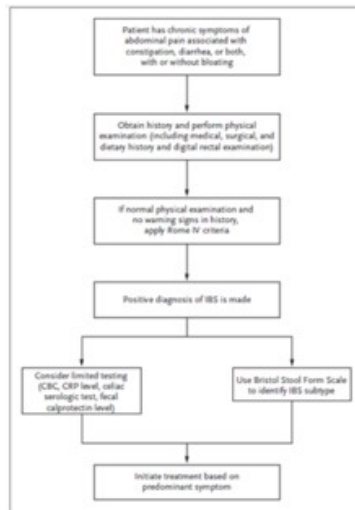 Patient has chronic symptoms of
abdominal pain associated with
constipation, diarrhea, or both,
with or without bloating
Obtain history and perform physical
examination (including medical, surgical, and
dietary history and digital rectal examination)
If normal physical examination and
no warning signs in history,
apply Rome IV criteria
Positive diagnosis of IBS is made
Consider limited testing
(CBC, CRP level, celiac
serologic test, fecal
calprotectin level)
Use Bristol Stool Form Scale
to identify IBS subtype
Initiate treatment based on
predominant symptom